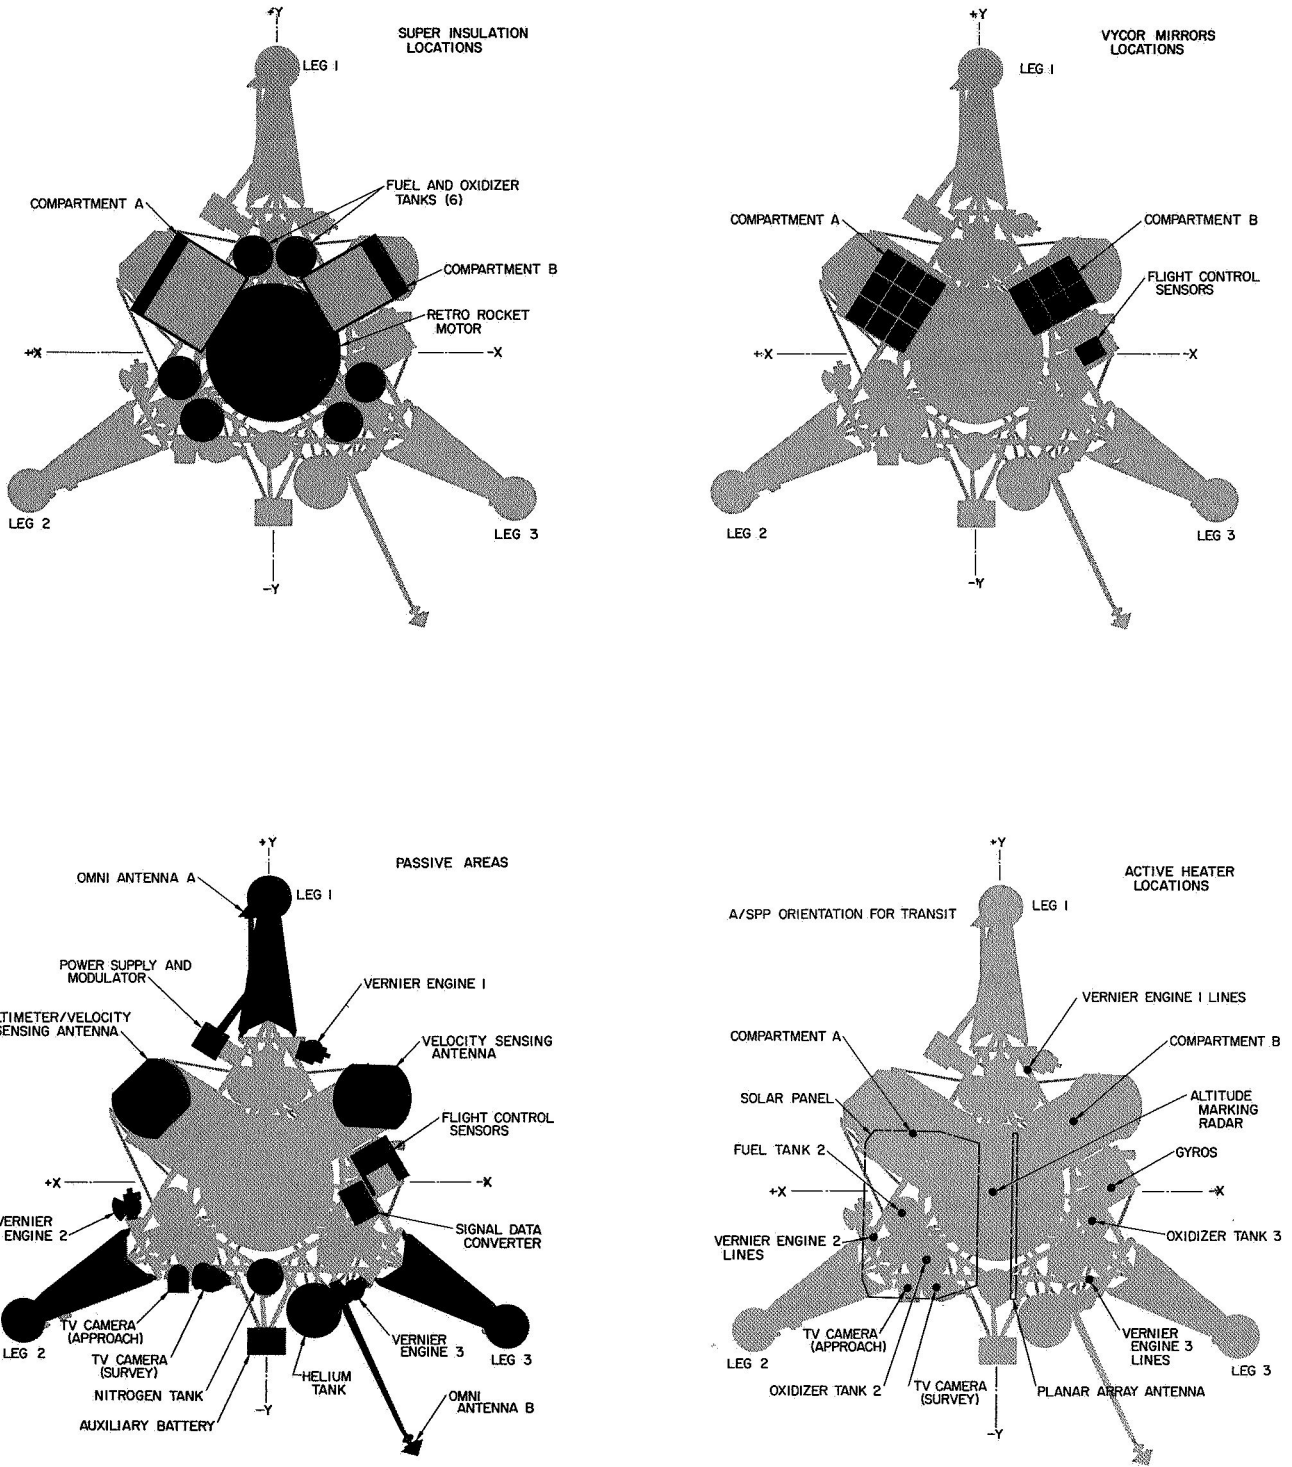 +Y
SUPER INSULATION
LOCATIONS
LEG 1
FUEL AND OXIDIZER
TANKS (6)
COMPARTMENT A
COMPARTMENT B
RETRO ROCKET
MOTOR
+X
-X
LEG 2
LEG 3
-Y
+Y
VYCOR MIRRORS
LOCATIONS
LEG 1
COMPARTMENT A
COMPARTMENT B
FLIGHT CONTROL
SENSORS
+X
-X
LEG 2
LEG 3
-Y
+Y
PASSIVE AREAS
OMNI ANTENNA A
LEG 1
POWER SUPPLY AND
MODULATOR
VERNIER ENGINE 1
TIMETER/VELOCITY
SENSING ANTENNA
VELOCITY SENSING
ANTENNA
FLIGHT CONTROL
SENSORS
+X
-X
VERNIER
ENGINE 2
SIGNAL DATA
CONVERTER
TV CAMERA
(APPROACH)
LEG 2
TV CAMERA
(SURVEY)
VERNIER
ENGINE 3
LEG 3
HELIUM
TANK
NITROGEN TANK
OMNI
ANTENNA B
-Y
AUXILIARY BATTERY
+Y
ACTIVE HEATER
LOCATIONS
A/SPP ORIENTATION FOR TRANSIT
LEG 1
VERNIER ENGINE 1 LINES
COMPARTMENT A
COMPARTMENT B
SOLAR PANEL
ALTITUDE
MARKING
RADAR
FUEL TANK 2
GYROS
+X
-X
VERNIER ENGINE 2
LINES
OXIDIZER TANK 3
TV CAMERA
(APPROACH)
VERNIER
ENGINE 3
LINES
LEG 2
LEG 3
OXIDIZER TANK 2
TV CAMERA
(SURVEY)
PLANAR ARRAY ANTENNA
-Y